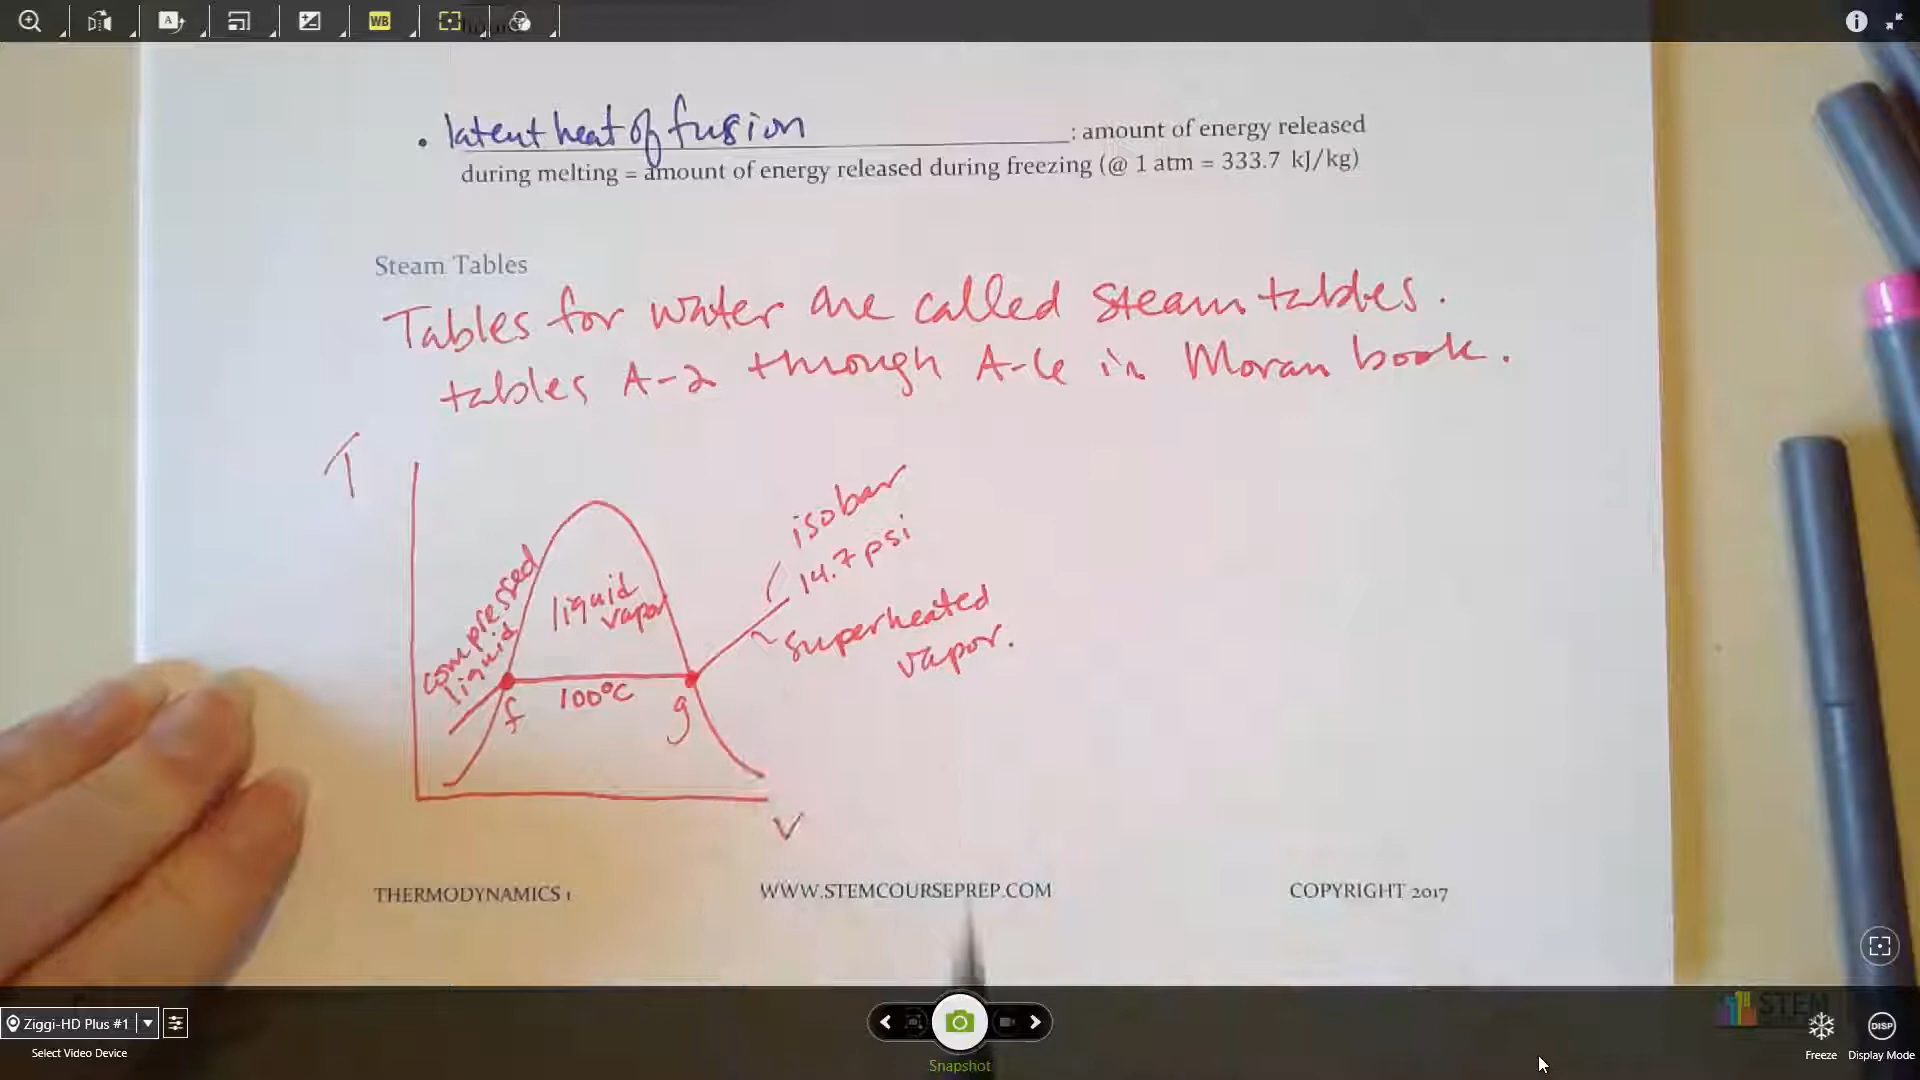 WB
• latent heat of fusion : amount of energy released
during melting = amount of energy released during freezing (@ 1 atm = 333.7 kJ/kg)
Steam Tables
Tables for water are called steam tables.
tables A-2 through A-6 in Moran book.
T
isobar
14.7 psi
compressed
liquid
liquid
vapor
superheated
vapor.
100°C
f
g
V
THERMODYNAMICS 1 WWW.STEMCOURSEPREP.COM COPYRIGHT 2017
Ziggi-HD Plus #1
Select Video Device
Snapshot
STEM
DISP
Freeze Display Mode